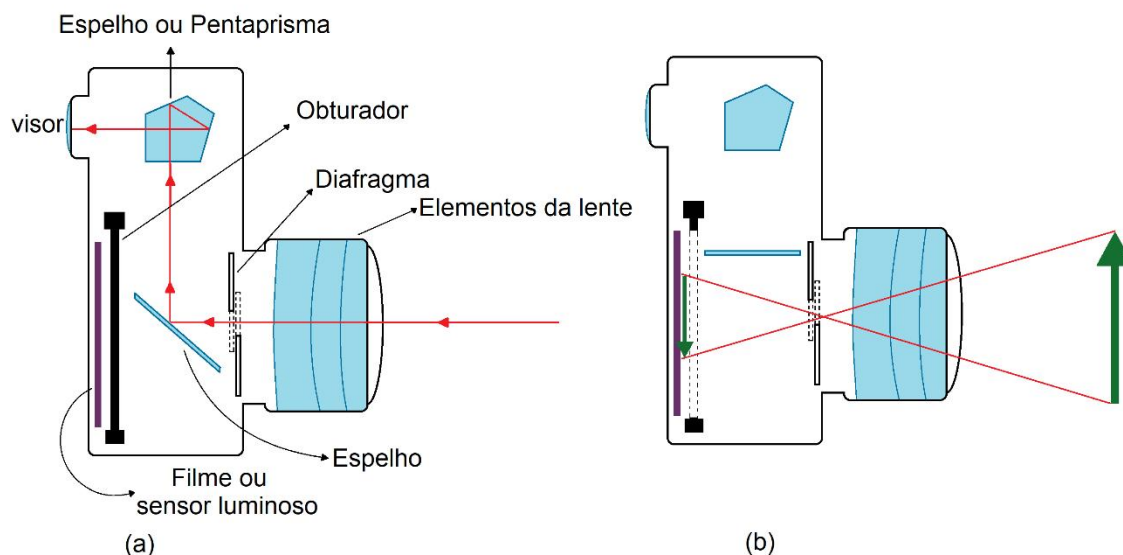 Espelho ou Pentaprisma
Obturador
visor
Diafragma
Elementos da lente
Espelho
Filme ou
sensor luminoso
(a)
(b)